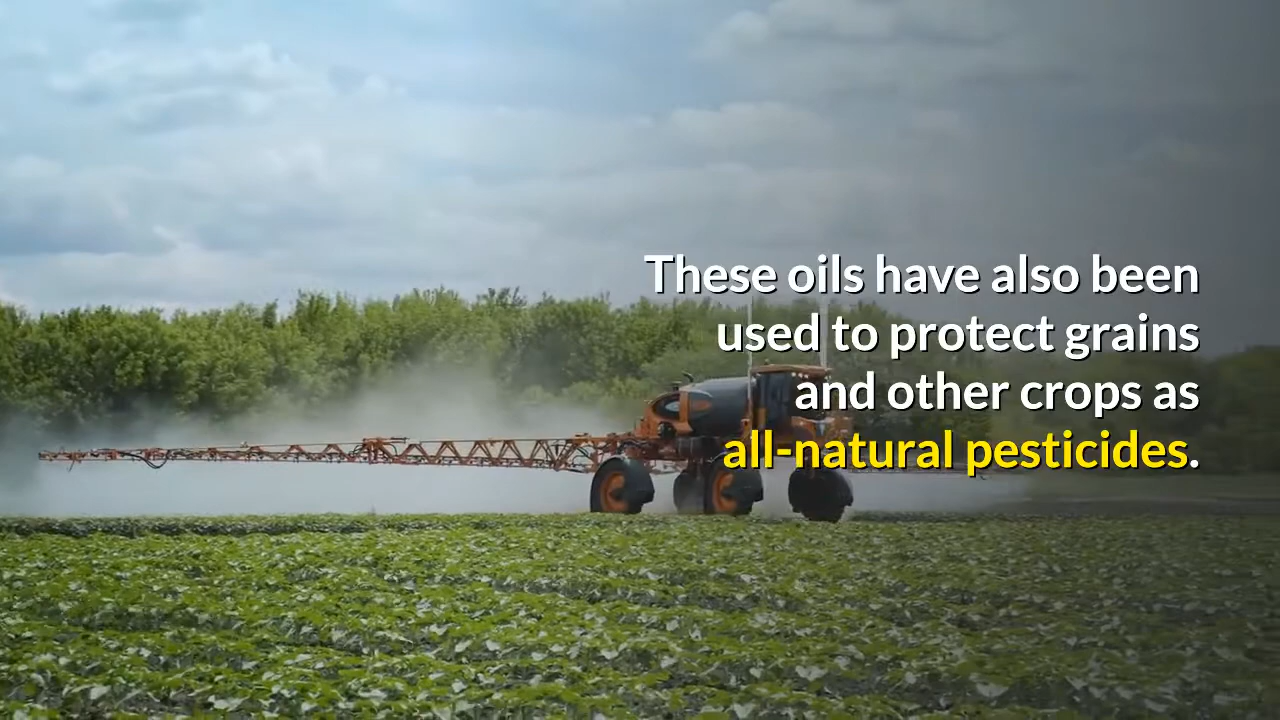 These oils have also been
used to protect grains
and other crops as
all-natural pesticides.